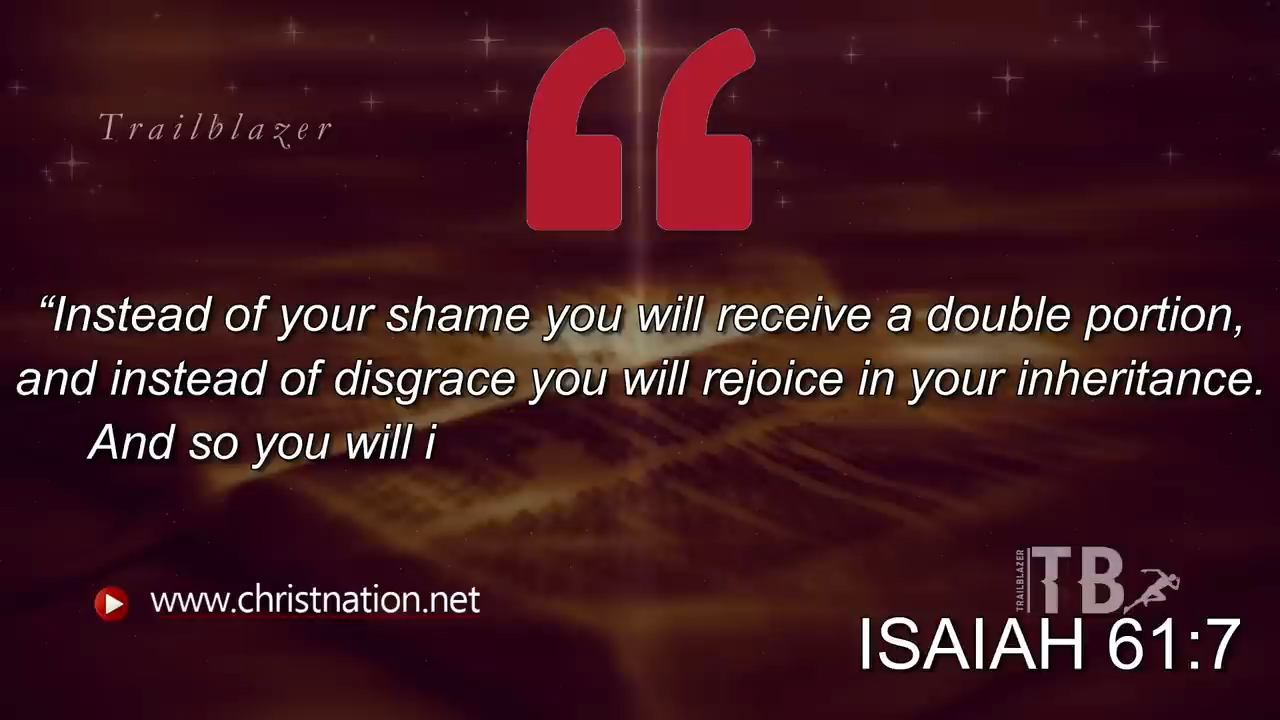 Trailblazer
“Instead of your shame you will receive a double portion,
and instead of disgrace you will rejoice in your inheritance.
And so you will i
www.christnation.net
TRAILBLAZER
TB
ISAIAH 61:7